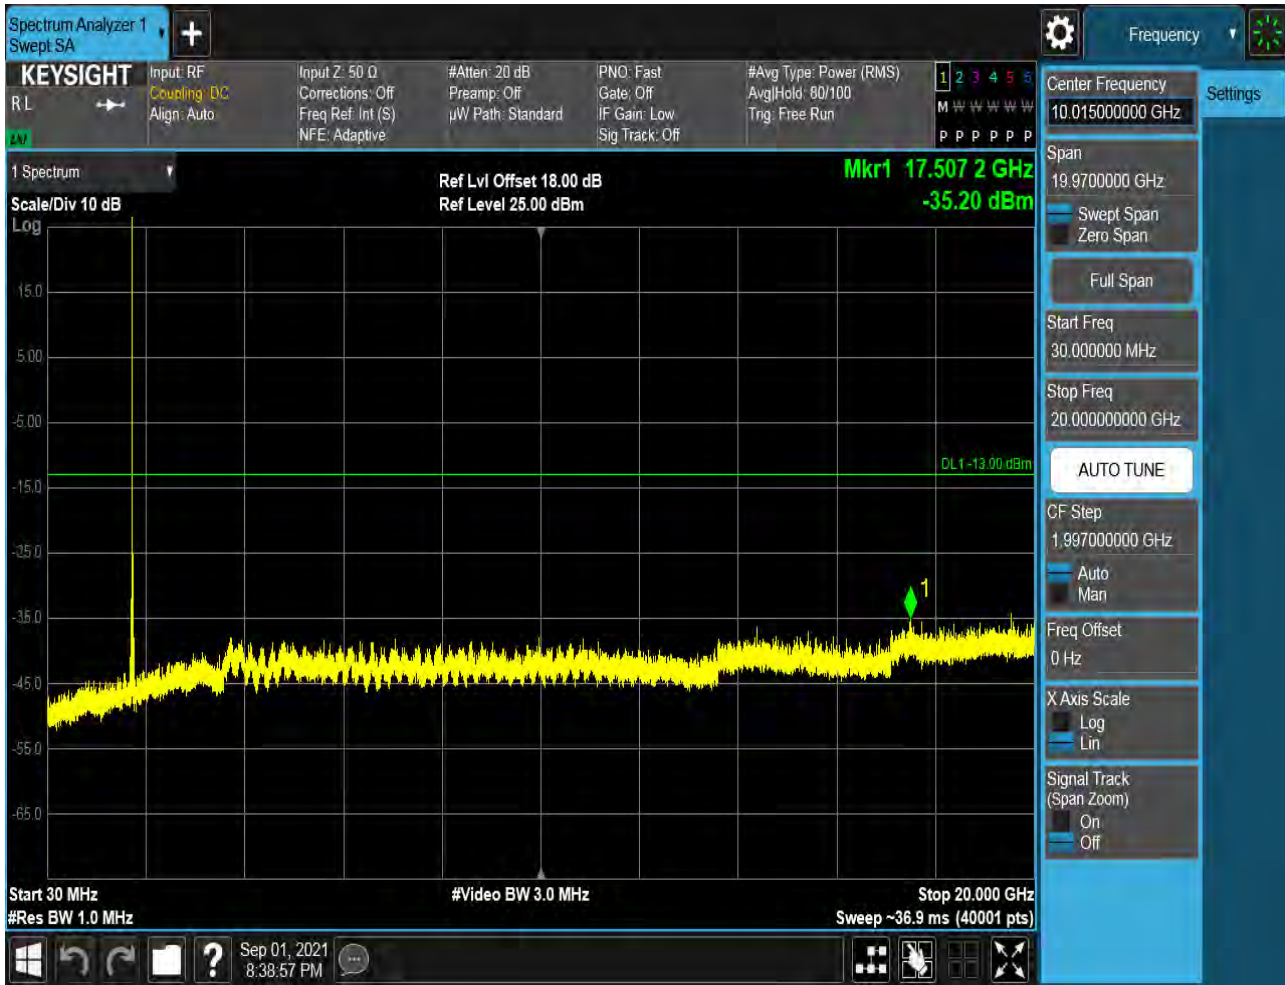 Spectrum Analyzer 1
Swept SA
+
Frequency
KEYSIGHT
R L
Input: RF
Coupling: DC
Align: Auto
Input Z: 50 Ω
Corrections: Off
Freq Ref: Int (S)
NFE: Adaptive
#Atten: 20 dB
Preamp: Off
µW Path: Standard
PNO: Fast
Gate: Off
IF Gain: Low
Sig Track: Off
#Avg Type: Power (RMS)
Avg|Hold: 80/100
Trig: Free Run
1 2 3 4 5 6
M W W W W W
P P P P P P
1 Spectrum
Scale/Div 10 dB
Log
Ref Lvl Offset 18.00 dB
Ref Level 25.00 dBm
Mkr1 17.507 2 GHz
-35.20 dBm
15.0
5.00
-5.00
-15.0
-25.0
-35.0
-45.0
-55.0
-65.0
DL1 -13.00 dBm
1
Start 30 MHz
#Res BW 1.0 MHz
#Video BW 3.0 MHz
Stop 20.000 GHz
Sweep ~36.9 ms (40001 pts)
Center Frequency
10.015000000 GHz
Settings
Span
19.9700000 GHz
Swept Span
Zero Span
Full Span
Start Freq
30.000000 MHz
Stop Freq
20.000000000 GHz
AUTO TUNE
CF Step
1.997000000 GHz
Auto
Man
Freq Offset
0 Hz
X Axis Scale
Log
Lin
Signal Track
(Span Zoom)
On
Off
?
Sep 01, 2021
8:38:57 PM